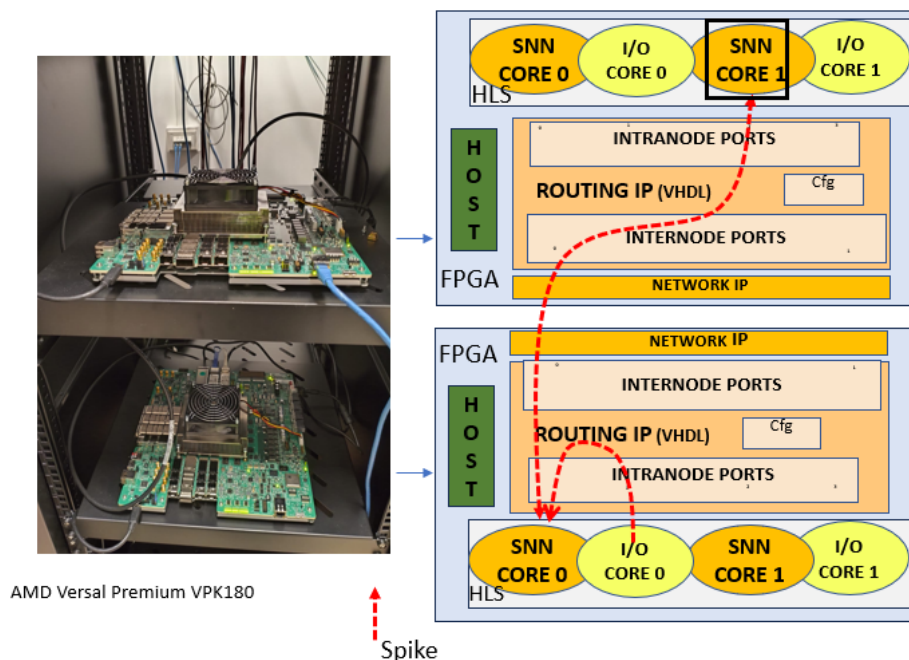 SNN
CORE 0
I/O
CORE 0
SNN
CORE 1
I/O
CORE 1
HLS
HOST
INTRANODE PORTS
ROUTING IP (VHDL)
Cfg
INTERNODE PORTS
FPGA
NETWORK IP
FPGA
NETWORK IP
INTERNODE PORTS
HOST
ROUTING IP (VHDL)
Cfg
INTRANODE PORTS
SNN
CORE 0
I/O
CORE 0
SNN
CORE 1
I/O
CORE 1
HLS
AMD Versal Premium VPK180
Spike